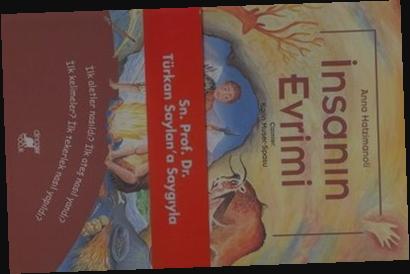 Anna Hatzimanoli
İnsanın
Evrimi
Çizimler:
Sn. Prof. Dr.
Türkan Saylan'a Saygıyla
İlk aletler nasıldı? İlk ateş nasıl yandı?
İlk kelimeler? İlk tekerlek nasıl yapıldı?